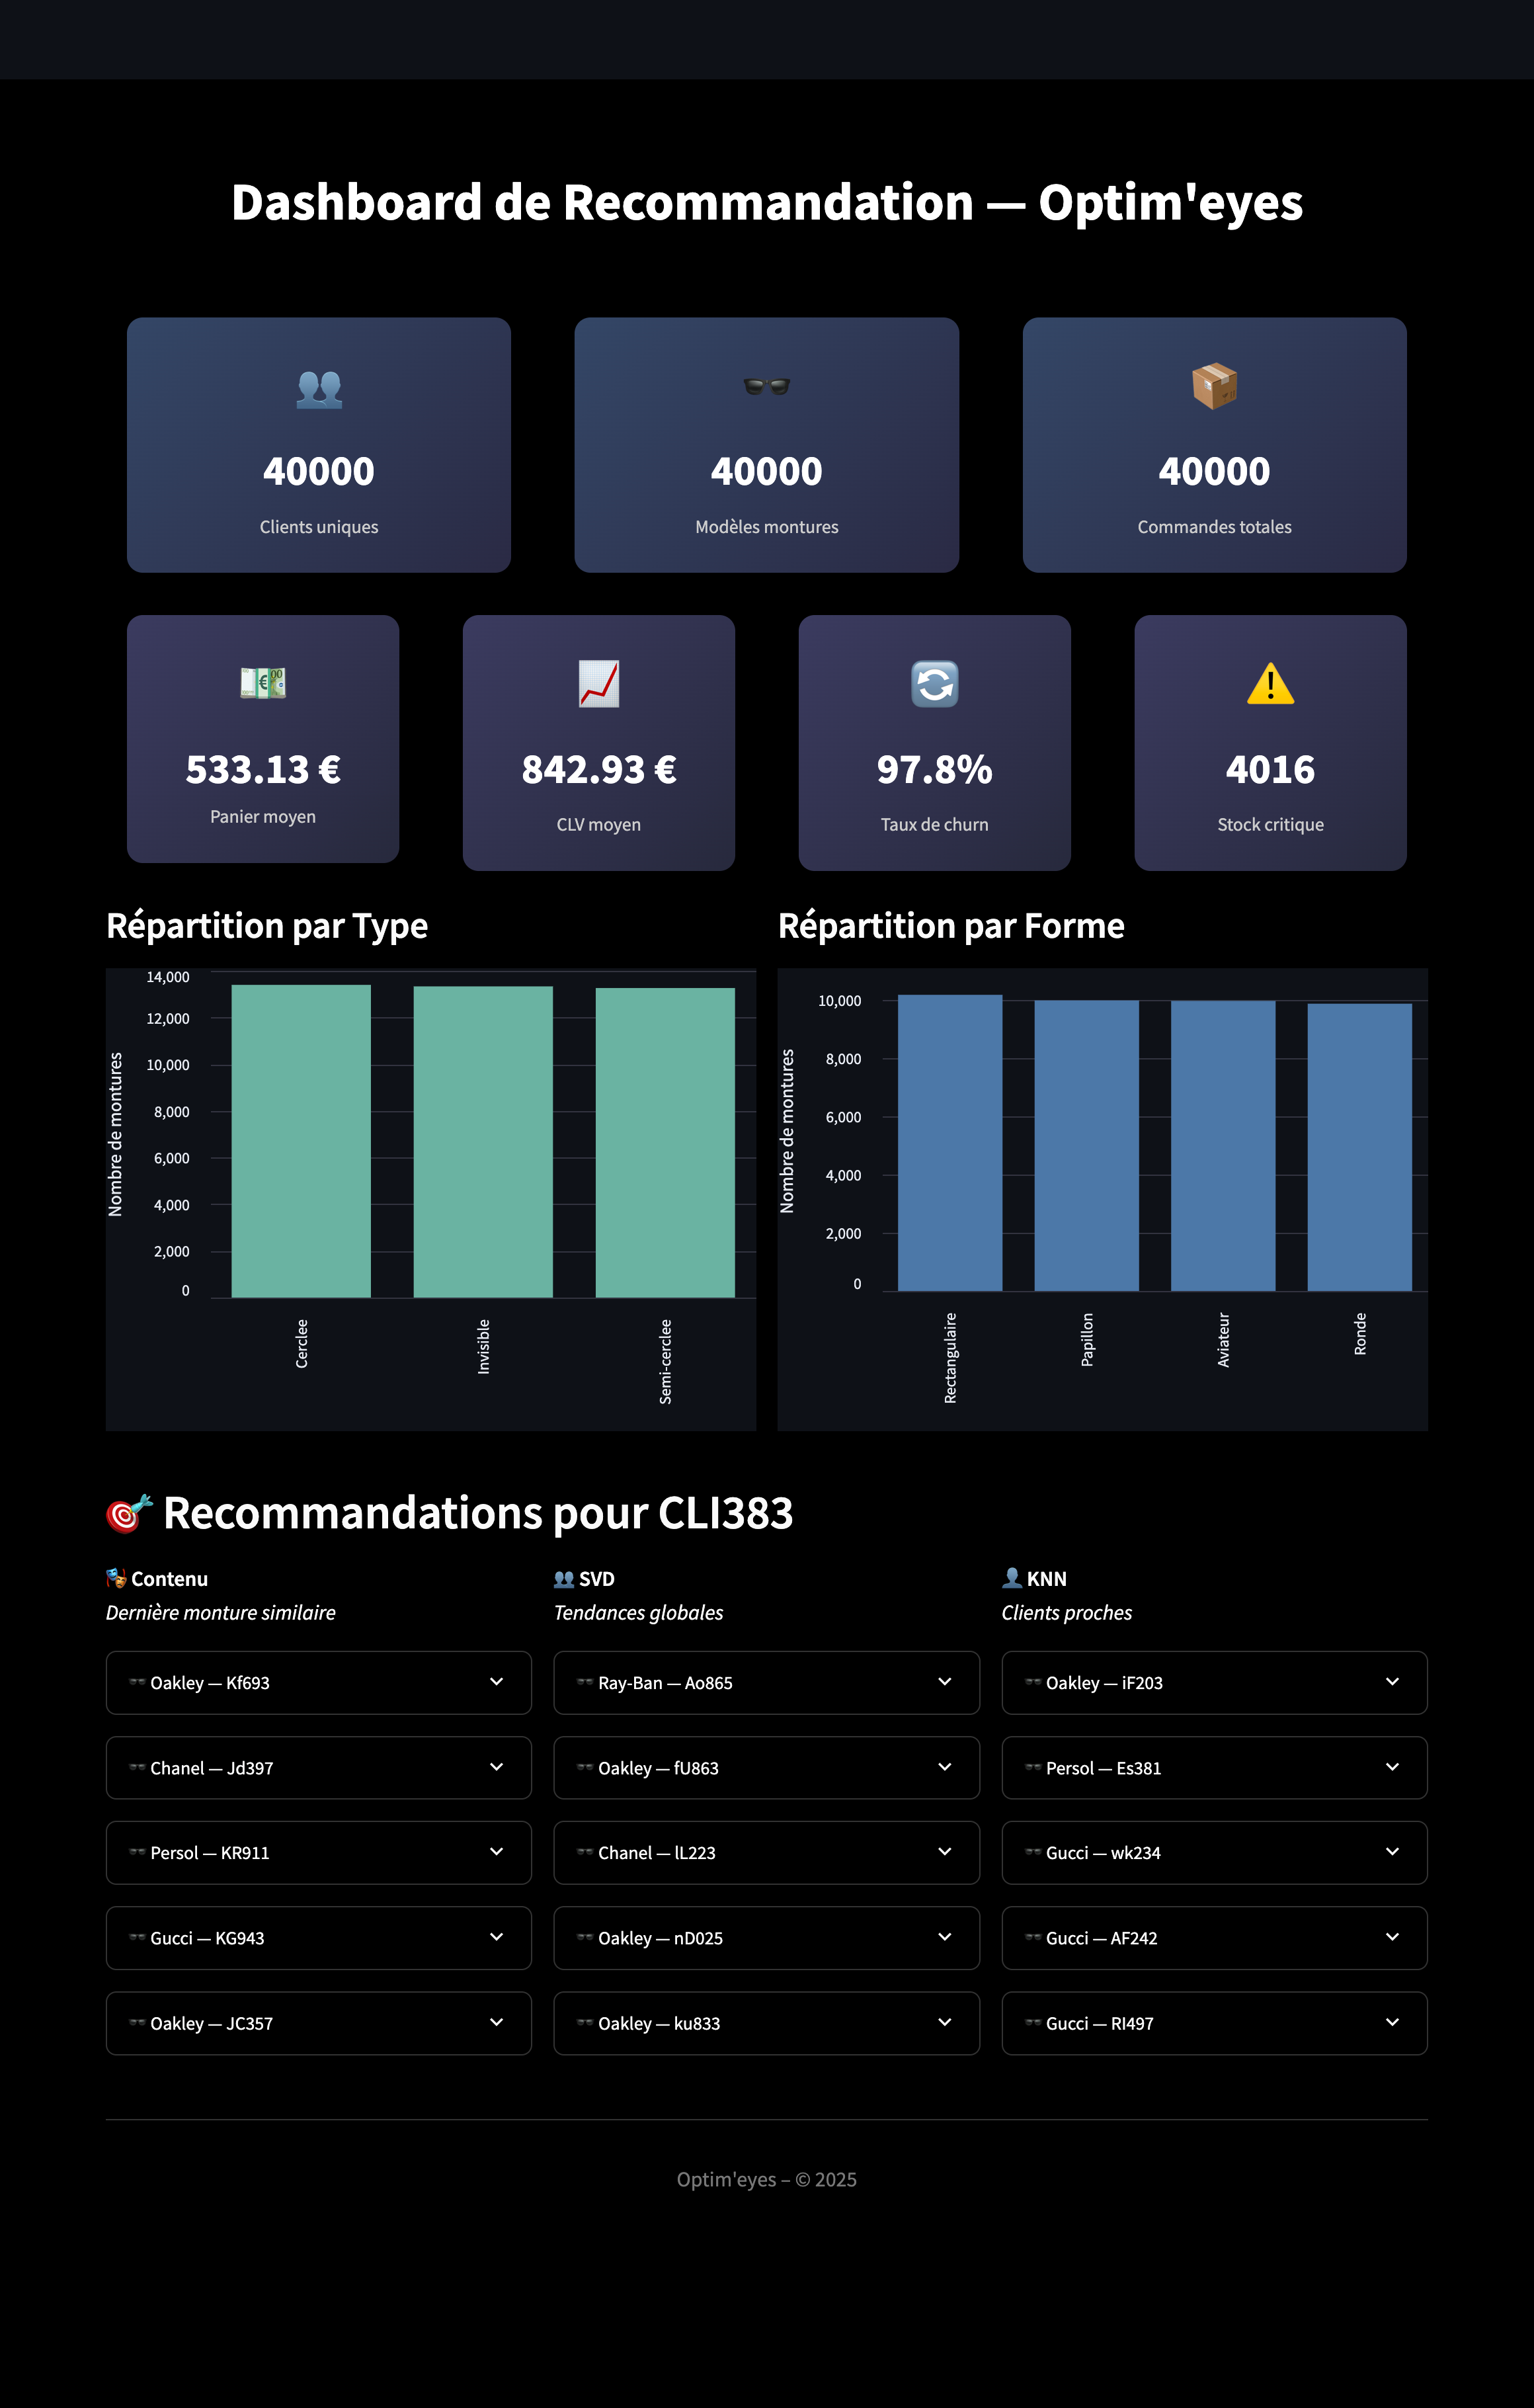 Dashboard de Recommandation — Optim'eyes
40000
Clients uniques
40000
Modèles montures
40000
Commandes totales
533.13 €
Panier moyen
842.93 €
CLV moyen
97.8%
Taux de churn
4016
Stock critique
Répartition par Type
Nombre de montures
14,000
12,000
10,000
8,000
6,000
4,000
2,000
0
Cerclee
Invisible
Semi-cerclee
Répartition par Forme
Nombre de montures
10,000
8,000
6,000
4,000
2,000
0
Rectangulaire
Papillon
Aviateur
Ronde
Recommandations pour CLI383
Contenu
Dernière monture similaire
Oakley — Kf693
Chanel — Jd397
Persol — KR911
Gucci — KG943
Oakley — JC357
SVD
Tendances globales
Ray-Ban — Ao865
Oakley — fU863
Chanel — lL223
Oakley — nD025
Oakley — ku833
KNN
Clients proches
Oakley — iF203
Persol — Es381
Gucci — wk234
Gucci — AF242
Gucci — RI497
Optim'eyes – © 2025